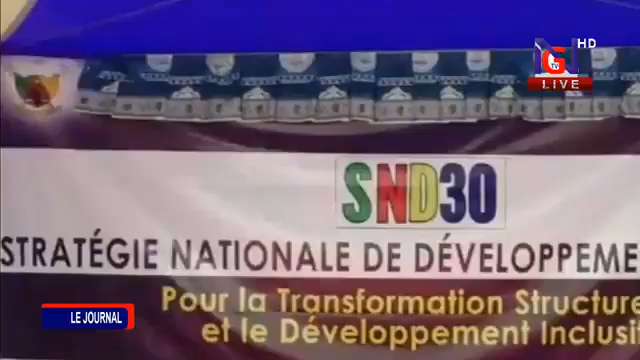 HD
LIVE
SND30
STRATÉGIE NATIONALE DE DÉVELOPPEME
Pour la Transformation Structure
et le Développement Inclusi
LE JOURNAL